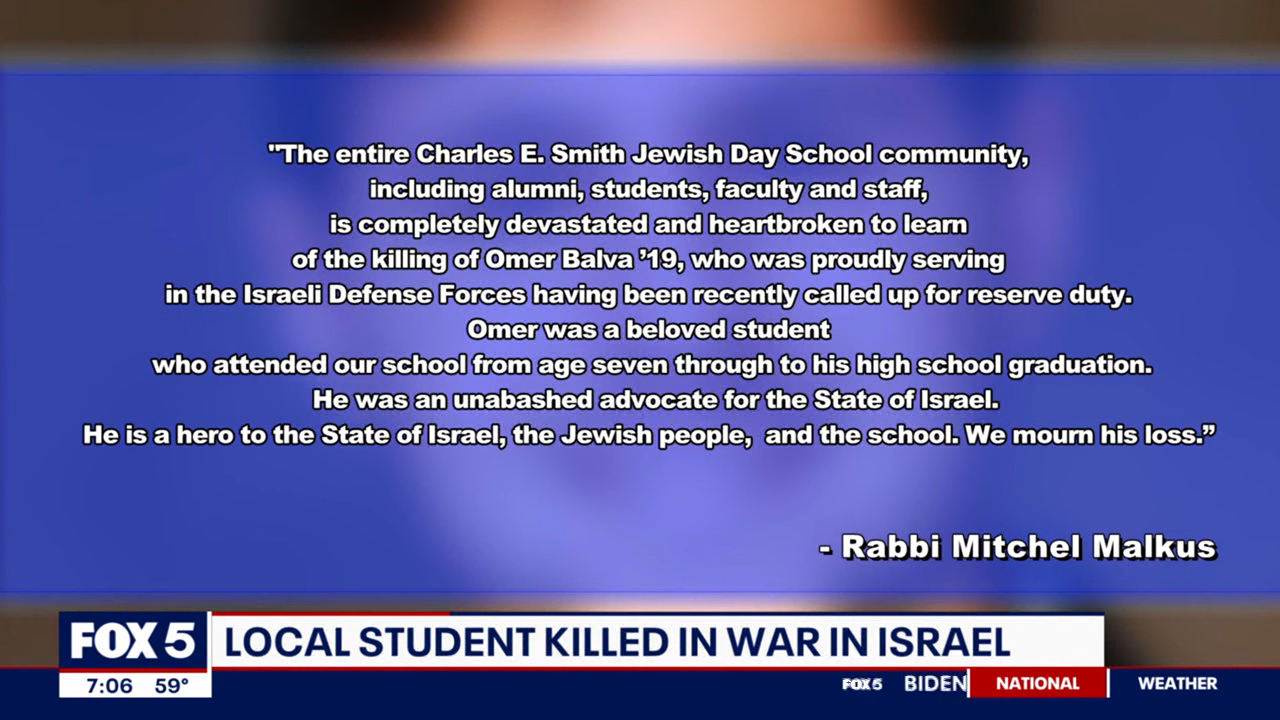 "The entire Charles E. Smith Jewish Day School community,
including alumni, students, faculty and staff,
is completely devastated and heartbroken to learn
of the killing of Omer Balva ’19, who was proudly serving
in the Israeli Defense Forces having been recently called up for reserve duty.
Omer was a beloved student
who attended our school from age seven through to his high school graduation.
He was an unabashed advocate for the State of Israel.
He is a hero to the State of Israel, the Jewish people,  and the school. We mourn his loss.”
- Rabbi Mitchel Malkus
FOX 5 LOCAL STUDENT KILLED IN WAR IN ISRAEL
7:06 59° FOX 5 BIDEN NATIONAL WEATHER